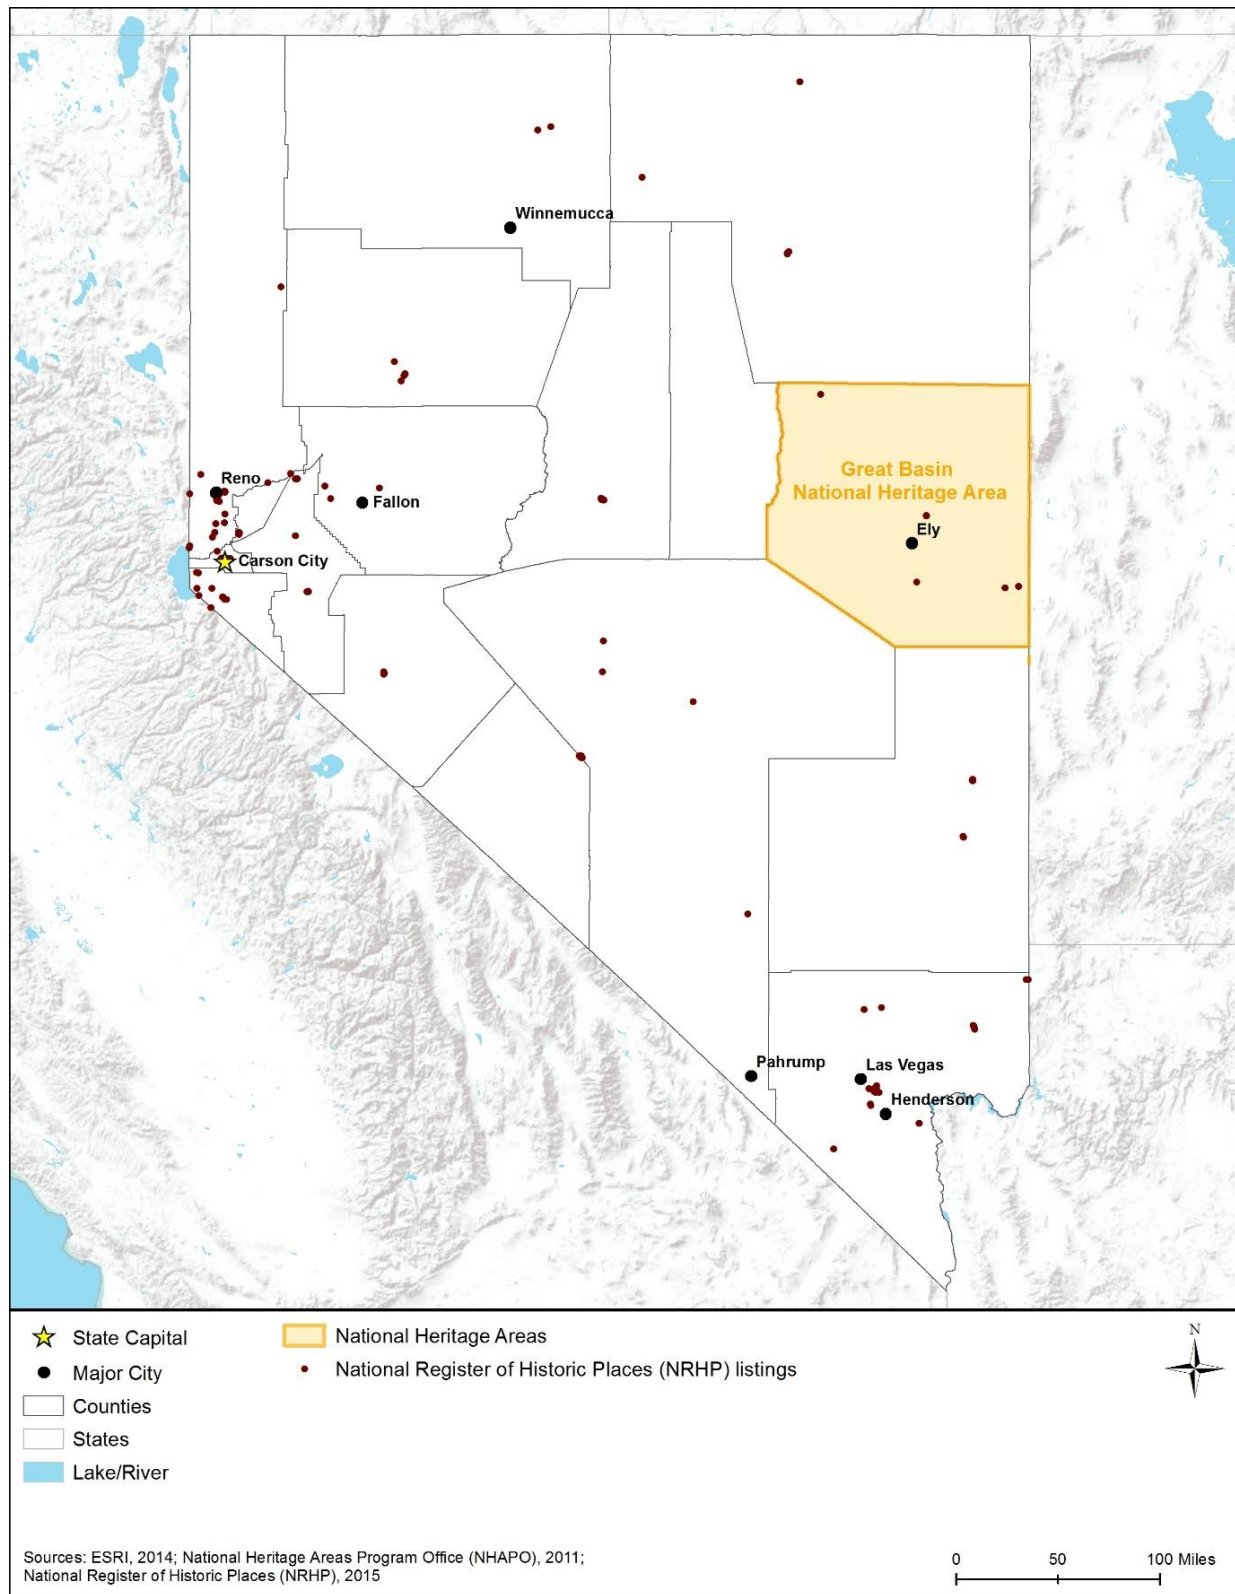 Winnemucca
Reno
Fallon
Great Basin
National Heritage Area
Ely
Carson City
Pahrump
Las Vegas
Henderson
State Capital
Major City
Counties
States
Lake/River
National Heritage Areas
National Register of Historic Places (NRHP) listings
N
Sources: ESRI, 2014; National Heritage Areas Program Office (NHAPO), 2011;
National Register of Historic Places (NRHP), 2015
0 50 100 Miles